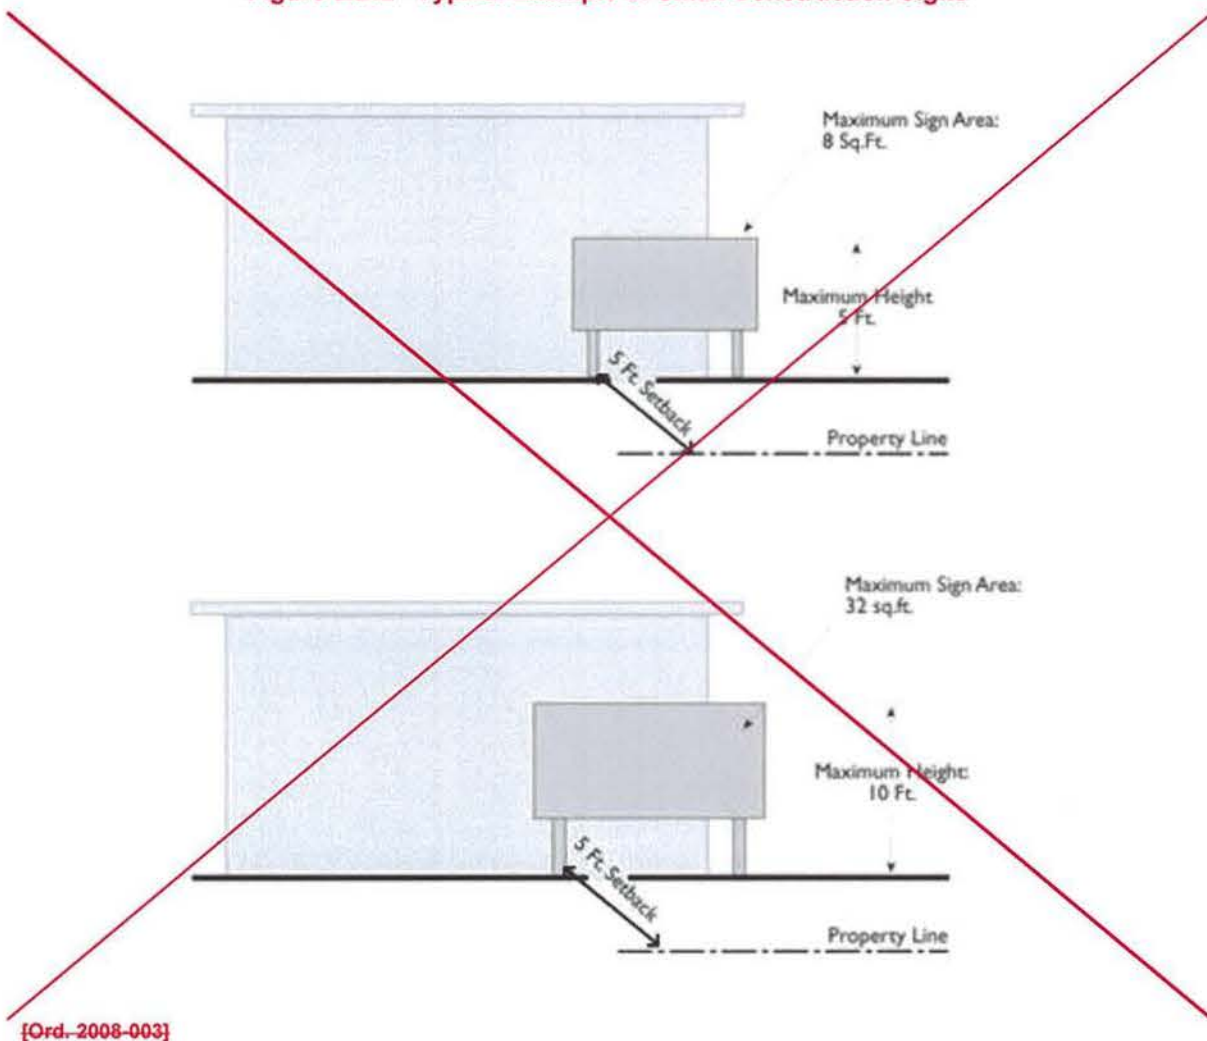 Maximum Sign Area:
8 Sq.Ft.
Maximum Height
5 Ft.
5 Ft. Setback
Property Line
Maximum Sign Area:
32 sq.ft.
Maximum Height:
10 Ft.
5 Ft. Setback
Property Line
[Ord. 2008-003]